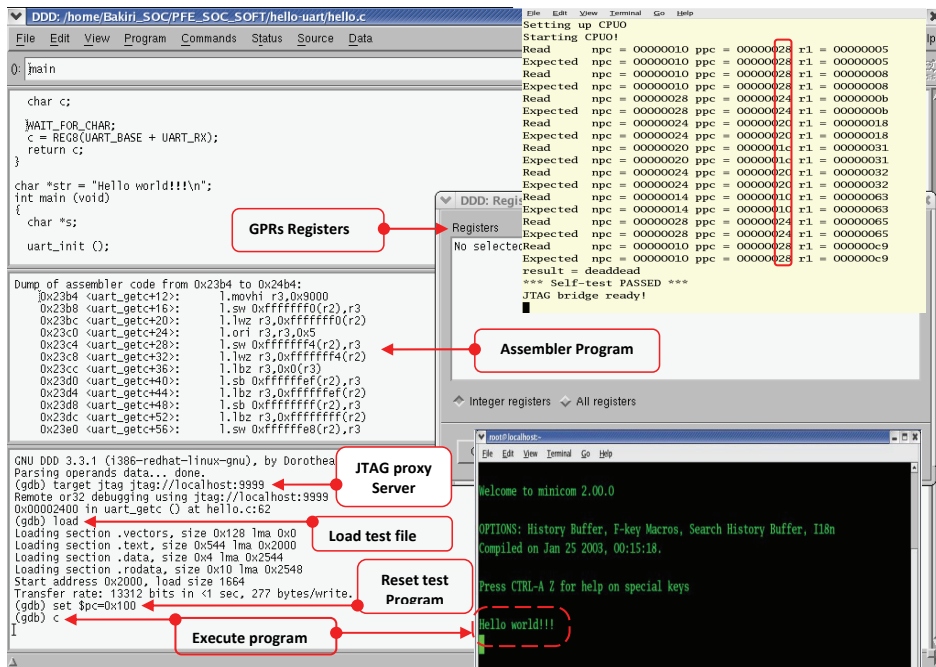 DDD: /home/Bakiri_SOC/PFE_SOC_SOFT/hello-uart/hello.c
File Edit View Program Commands Status Source Data
(): main
char c;
WAIT_FOR_CHAR;
c = REG8(UART_BASE + UART_RX);
return c;
}
char *str = "Hello world!!!\n";
int main (void)
{
char *s;
uart_init ();
GPRs Registers
Dump of assembler code from 0x23b4 to 0x24b4:
0x23b4 <uart_getc+12>: l.movhi r3,0x9000
0x23b8 <uart_getc+16>: l.sw 0xfffffff0(r2),r3
0x23bc <uart_getc+20>: l.lwz r3,0xfffffff0(r2)
0x23c0 <uart_getc+24>: l.ori r3,r3,0x5
0x23c4 <uart_getc+28>: l.sw 0xfffffff4(r2),r3
0x23c8 <uart_getc+32>: l.lwz r3,0xfffffff4(r2)
0x23cc <uart_getc+36>: l.lbz r3,0x0(r3)
0x23d0 <uart_getc+40>: l.sb 0xffffffef(r2),r3
0x23d4 <uart_getc+44>: l.lbz r3,0xffffffef(r2)
0x23d8 <uart_getc+48>: l.sb 0xffffffff(r2),r3
0x23dc <uart_getc+52>: l.lbz r3,0xffffffff(r2)
0x23e0 <uart_getc+56>: l.sw 0xffffffe8(r2),r3
Assembler Program
GNU DDD 3.3.1 (i386-redhat-linux-gnu), by Dorothea
Parsing operands data... done.
(gdb) target jtag jtag://localhost:9999
Remote or32 debugging using jtag://localhost:9999
0x00002400 in uart_getc () at hello.c:62
(gdb) load
Loading section .vectors, size 0x128 lma 0x0
Loading section .text, size 0x544 lma 0x2000
Loading section .data, size 0x4 lma 0x2544
Loading section .rodata, size 0x10 lma 0x2548
Start address 0x2000, load size 1664
Transfer rate: 13312 bits in <1 sec, 277 bytes/write.
(gdb) set $pc=0x100
(gdb) c
JTAG proxy
Server
Load test file
Reset test
Program
Execute program
File Edit View Terminal Go Help
Setting up CPU0
Starting CPU0!
Read npc = 00000010 ppc = 00000028 r1 = 00000005
Expected npc = 00000010 ppc = 00000028 r1 = 00000005
Read npc = 00000010 ppc = 00000028 r1 = 00000008
Expected npc = 00000010 ppc = 00000028 r1 = 00000008
Read npc = 00000028 ppc = 00000024 r1 = 0000000b
Expected npc = 00000028 ppc = 00000024 r1 = 0000000b
Read npc = 00000024 ppc = 00000020 r1 = 00000018
Expected npc = 00000024 ppc = 00000020 r1 = 00000018
Read npc = 00000020 ppc = 0000001c r1 = 00000031
Expected npc = 00000020 ppc = 0000001c r1 = 00000031
Read npc = 00000024 ppc = 00000020 r1 = 00000032
Expected npc = 00000024 ppc = 00000020 r1 = 00000032
Read npc = 00000014 ppc = 00000010 r1 = 00000063
Expected npc = 00000014 ppc = 00000010 r1 = 00000063
Read npc = 00000028 ppc = 00000024 r1 = 00000065
Expected npc = 00000028 ppc = 00000024 r1 = 00000065
Read npc = 00000010 ppc = 00000028 r1 = 000000c9
Expected npc = 00000010 ppc = 00000028 r1 = 000000c9
result = deaddead
*** Self-test PASSED ***
JTAG bridge ready!
DDD: Regis
Registers
No selected
Integer registers All registers
root@localhost:~
File Edit View Terminal Go Help
Welcome to minicom 2.00.0
OPTIONS: History Buffer, F-key Macros, Search History Buffer, I18n
Compiled on Jan 25 2003, 00:15:18.
Press CTRL-A Z for help on special keys
Hello world!!!